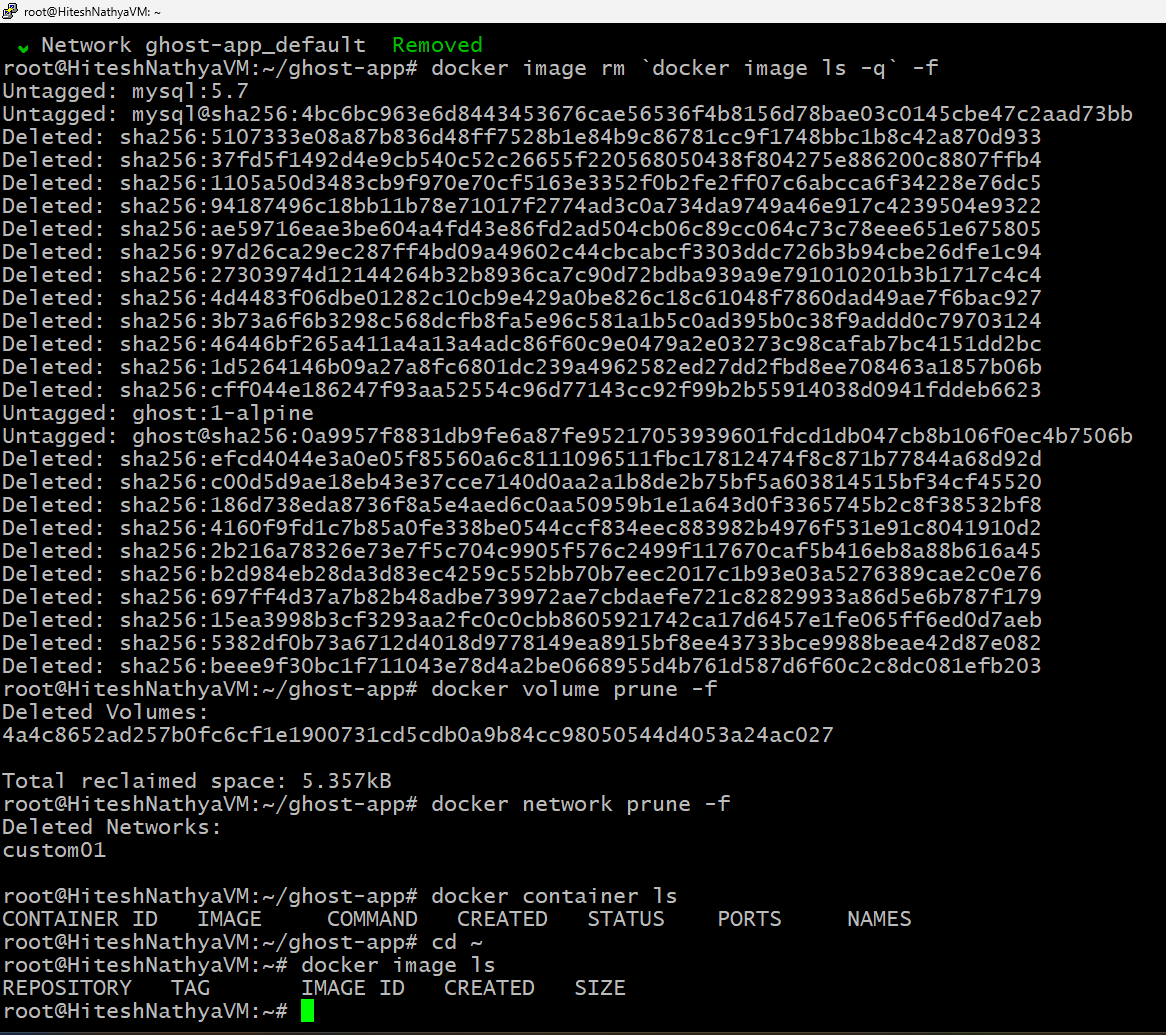 root@HiteshNathyaVM: ~
Network ghost-app_default Removed
root@HiteshNathyaVM:~/ghost-app# docker image rm `docker image ls -q` -f
Untagged: mysql:5.7
Untagged: mysql@sha256:4bc6bc963e6d8443453676cae56536f4b8156d78bae03c0145cbe47c2aad73bb
Deleted: sha256:5107333e08a87b836d48ff7528b1e84b9c86781cc9f1748bbc1b8c42a870d933
Deleted: sha256:37fd5f1492d4e9cb540c52c26655f220568050438f804275e886200c8807ffb4
Deleted: sha256:1105a50d3483cb9f970e70cf5163e3352f0b2fe2ff07c6abcca6f34228e76dc5
Deleted: sha256:94187496c18bb11b78e71017f2774ad3c0a734da9749a46e917c4239504e9322
Deleted: sha256:ae59716eae3be604a4fd43e86fd2ad504cb06c89cc064c73c78eee651e675805
Deleted: sha256:97d26ca29ec287ff4bd09a49602c44cbcabcf3303ddc726b3b94cbe26dfe1c94
Deleted: sha256:27303974d12144264b32b8936ca7c90d72bdba939a9e791010201b3b1717c4c4
Deleted: sha256:4d4483f06dbe01282c10cb9e429a0be826c18c61048f7860dad49ae7f6bac927
Deleted: sha256:3b73a6f6b3298c568dcfb8fa5e96c581a1b5c0ad395b0c38f9addd0c79703124
Deleted: sha256:46446bf265a411a4a13a4adc86f60c9e0479a2e03273c98cafab7bc4151dd2bc
Deleted: sha256:1d5264146b09a27a8fc6801dc239a4962582ed27dd2fbd8ee708463a1857b06b
Deleted: sha256:cff044e186247f93aa52554c96d77143cc92f99b2b55914038d0941fddeb6623
Untagged: ghost:1-alpine
Untagged: ghost@sha256:0a9957f8831db9fe6a87fe95217053939601fdcd1db047cb8b106f0ec4b7506b
Deleted: sha256:efcd4044e3a0e05f85560a6c8111096511fbc17812474f8c871b77844a68d92d
Deleted: sha256:c00d5d9ae18eb43e37cce7140d0aa2a1b8de2b75bf5a603814515bf34cf45520
Deleted: sha256:186d738eda8736f8a5e4aed6c0aa50959b1e1a643d0f3365745b2c8f38532bf8
Deleted: sha256:4160f9fd1c7b85a0fe338be0544ccf834eec883982b4976f531e91c8041910d2
Deleted: sha256:2b216a78326e73e7f5c704c9905f576c2499f117670caf5b416eb8a88b616a45
Deleted: sha256:b2d984eb28da3d83ec4259c552bb70b7eec2017c1b93e03a5276389cae2c0e76
Deleted: sha256:697ff4d37a7b82b48adbe739972ae7cbdaefe721c82829933a86d5e6b787f179
Deleted: sha256:15ea3998b3cf3293aa2fc0c0cbb8605921742ca17d6457e1fe065ff6ed0d7aeb
Deleted: sha256:5382df0b73a6712d4018d9778149ea8915bf8ee43733bce9988beae42d87e082
Deleted: sha256:beee9f30bc1f711043e78d4a2be0668955d4b761d587d6f60c2c8dc081efb203
root@HiteshNathyaVM:~/ghost-app# docker volume prune -f
Deleted Volumes:
4a4c8652ad257b0fc6cf1e1900731cd5cdb0a9b84cc98050544d4053a24ac027
Total reclaimed space: 5.357kB
root@HiteshNathyaVM:~/ghost-app# docker network prune -f
Deleted Networks:
custom01
root@HiteshNathyaVM:~/ghost-app# docker container ls
CONTAINER ID IMAGE COMMAND CREATED STATUS PORTS NAMES
root@HiteshNathyaVM:~/ghost-app# cd ~
root@HiteshNathyaVM:~# docker image ls
REPOSITORY TAG IMAGE ID CREATED SIZE
root@HiteshNathyaVM:~#